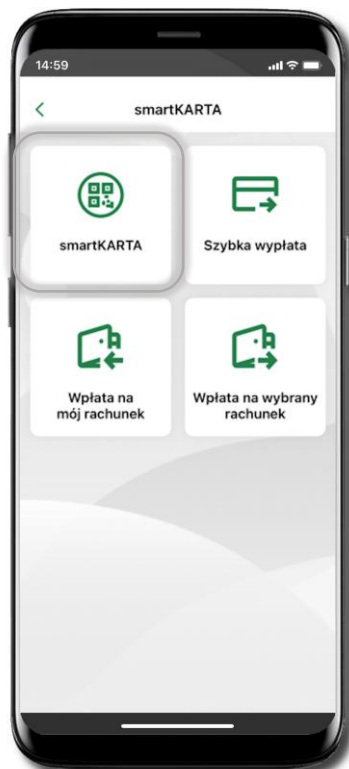 14:59
smartKARTA
smartKARTA
Szybka wypłata
Wpłata na
mój rachunek
Wpłata na wybrany
rachunek